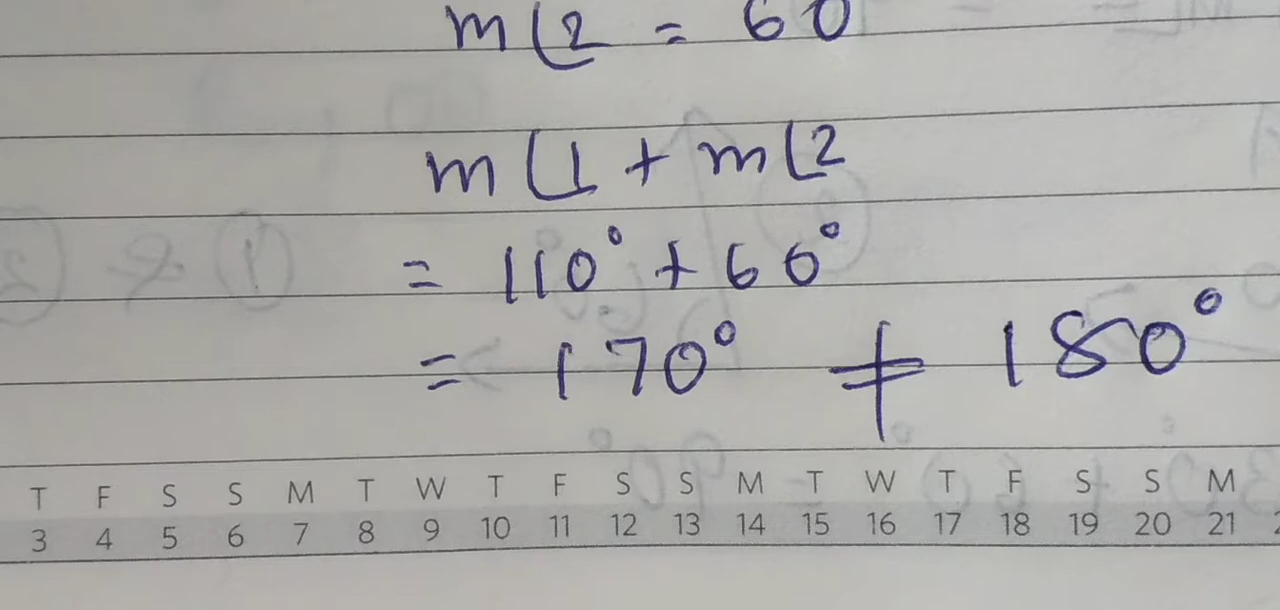 m∠2 = 60
m∠1 + m∠2
= 110° + 60°
= 170° ≠ 180°
T F S S M T W T F S S M T W T F S S M
3 4 5 6 7 8 9 10 11 12 13 14 15 16 17 18 19 20 21